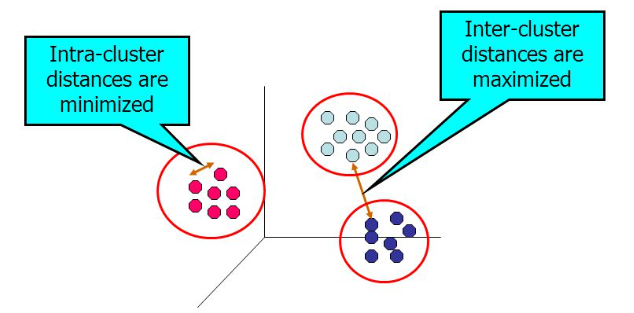 Intra-cluster
distances are
minimized
Inter-cluster
distances are
maximized